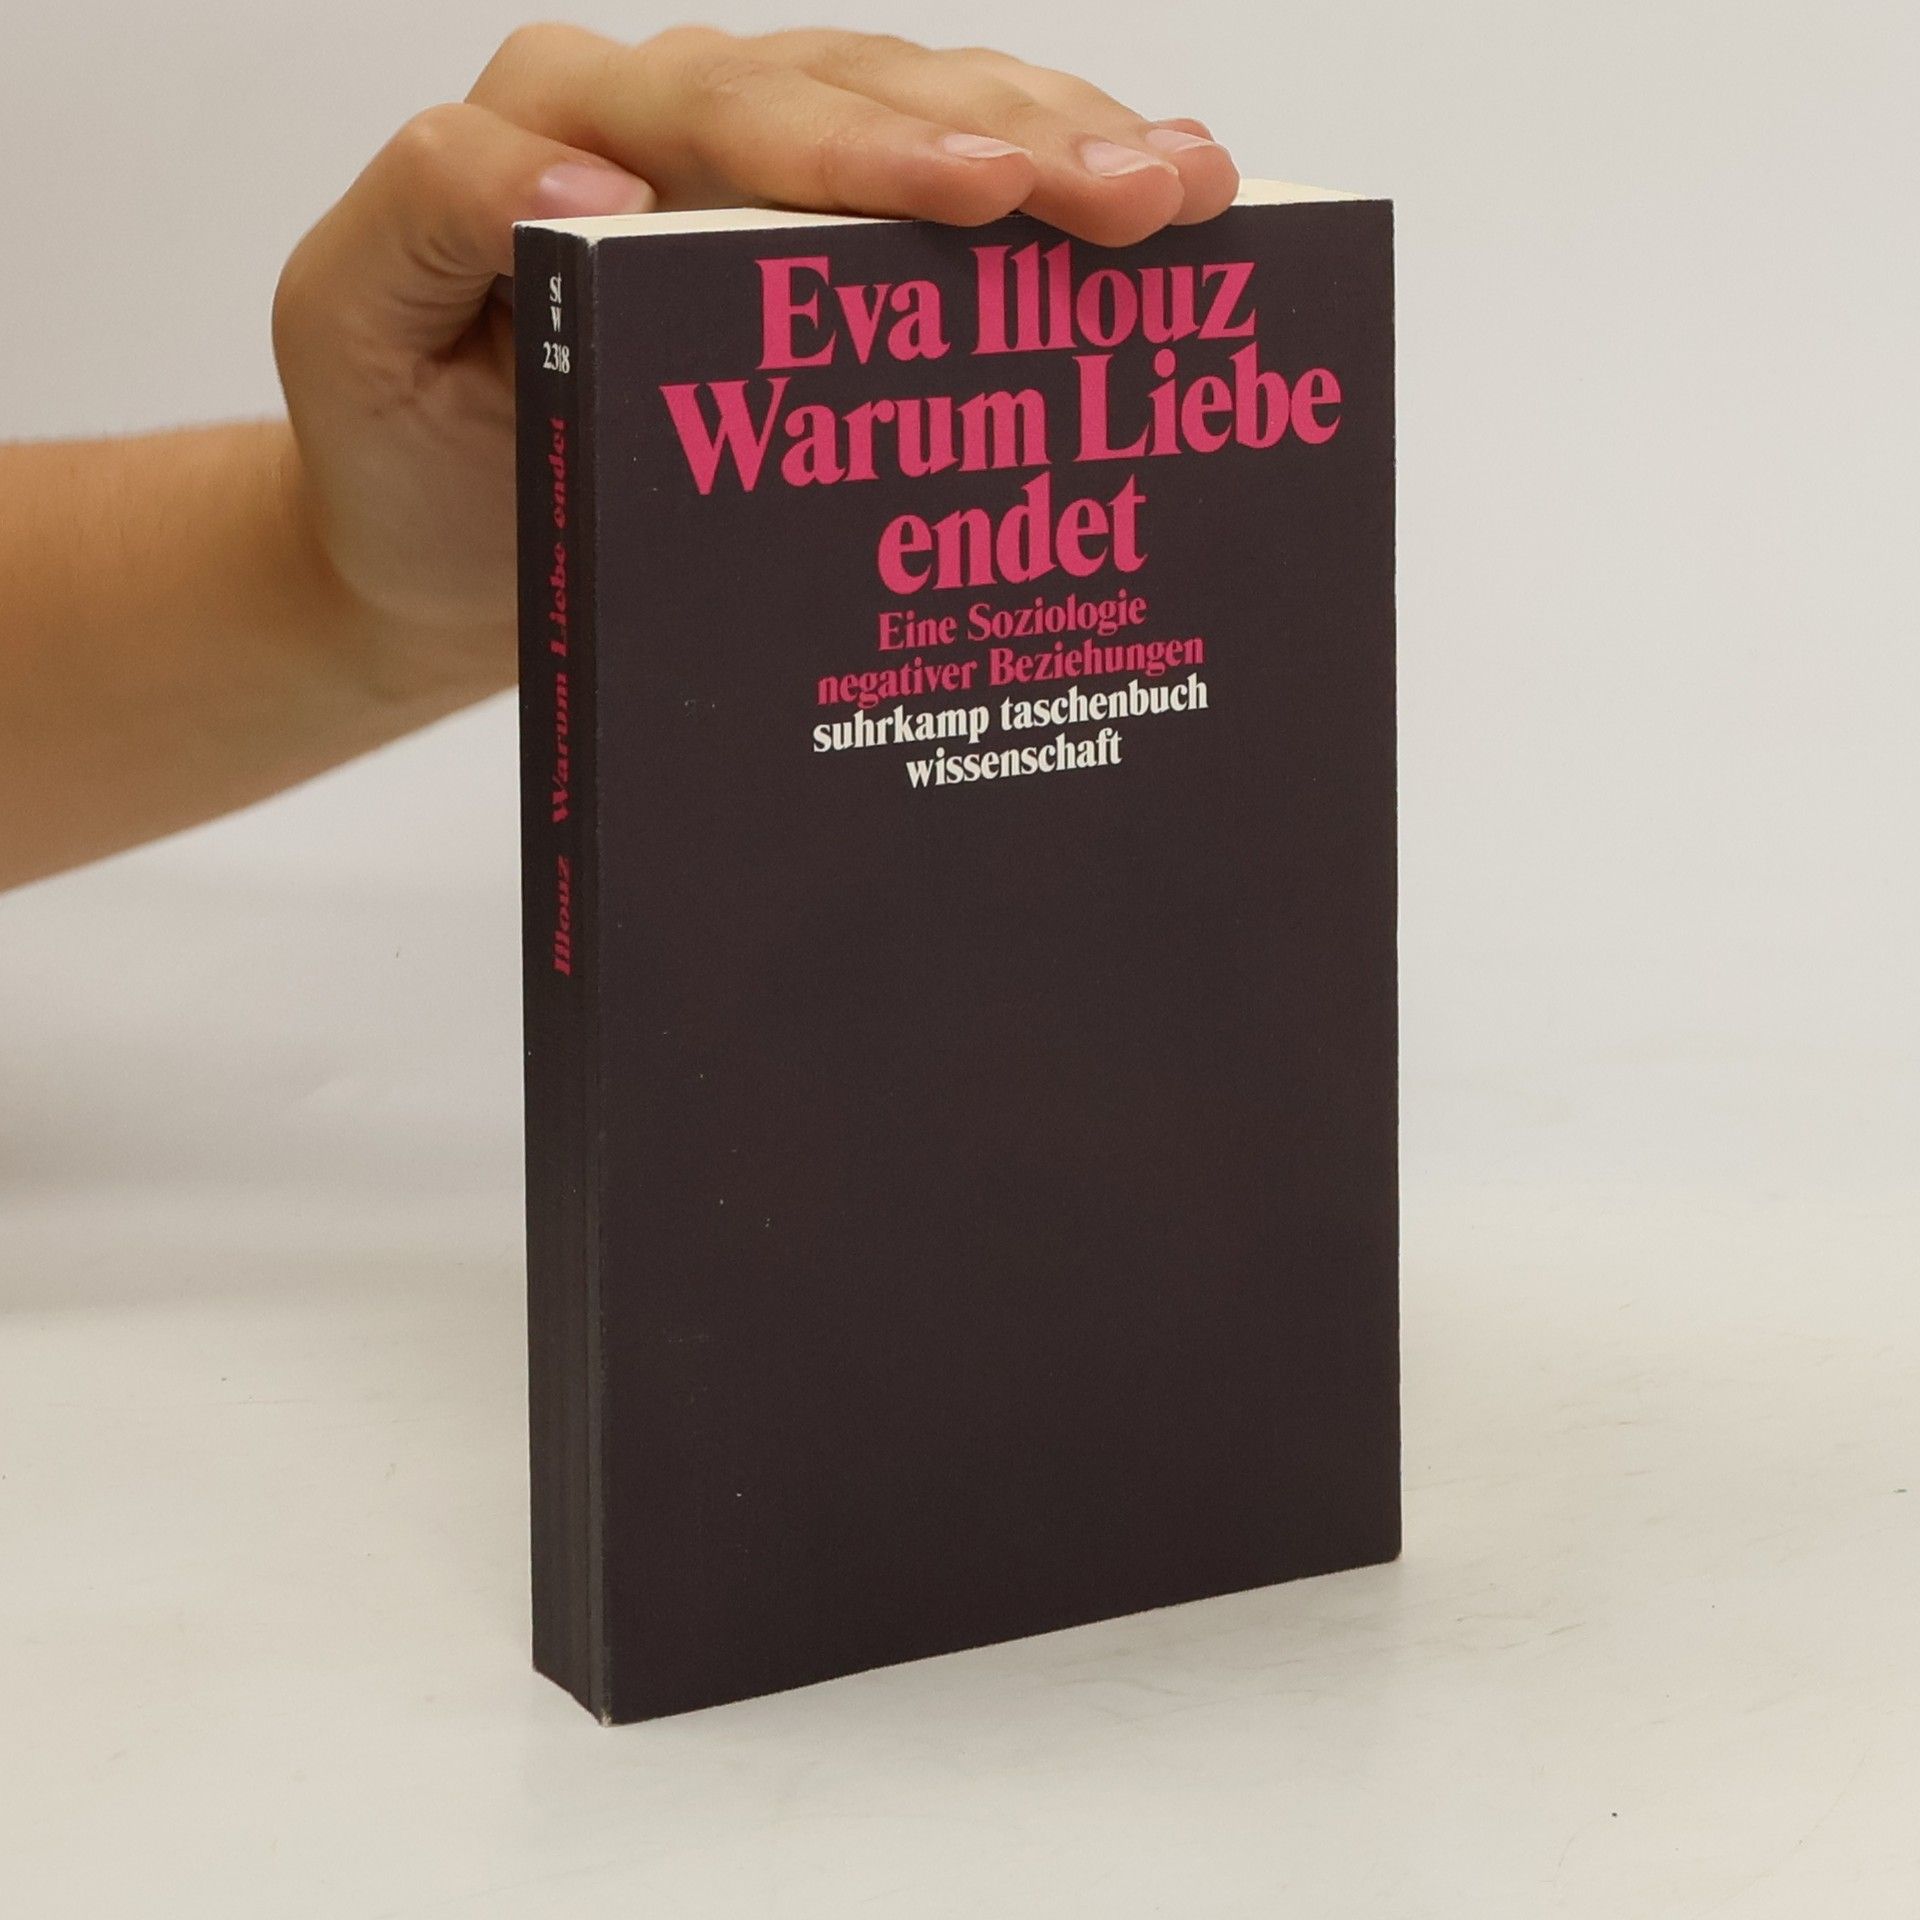 Eva Illouz
Warum Liebe
endet
Eine Soziologie
negativer Beziehungen
suhrkamp taschenbuch
wissenschaft
st
w
2318
Illouz Warum Liebe endet